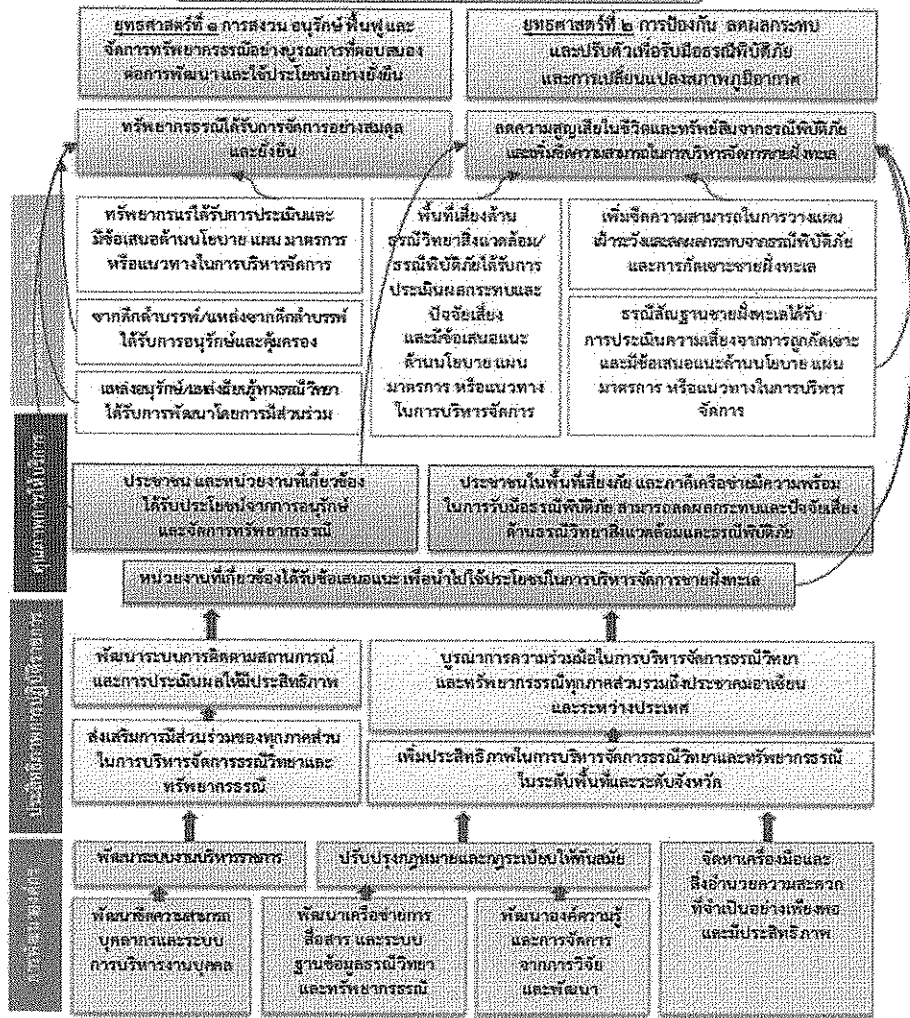 ยุทธศาสตร์ที่ ๑ การสงวน อนุรักษ์ ฟื้นฟู และ
จัดการทรัพยากรธรณีอย่างบูรณการที่ตอบสนอง
ต่อการพัฒนา และใช้ประโยชน์อย่างยั่งยืน
ยุทธศาสตร์ที่ ๒ การป้องกัน ลดผลกระทบ
และปรับตัวเพื่อรับมือธรณีพิบัติภัย
และการเปลี่ยนแปลงสภาพภูมิอากาศ
ทรัพยากรธรณีได้รับการจัดการอย่างสมดุล
และยั่งยืน
ลดความสูญเสียในชีวิตและทรัพย์สินจากธรณีพิบัติภัย
และเพิ่มขีดความสามารถในการบริหารจัดการชายฝั่งทะเล
ทรัพยากรแร่ได้รับการประเมินและ
มีข้อเสนอด้านนโยบาย แผน มาตรการ
หรือแนวทางในการบริหารจัดการ
ซากดึกดำบรรพ์/แหล่งซากดึกดำบรรพ์
ได้รับการอนุรักษ์และคุ้มครอง
แหล่งอนุรักษ์/แหล่งเรียนรู้ทางธรณีวิทยา
ได้รับการพัฒนาโดยการมีส่วนร่วม
พื้นที่เสี่ยงด้าน
ธรณีวิทยาสิ่งแวดล้อม/
ธรณีพิบัติภัยได้รับการ
ประเมินผลกระทบและ
ปัจจัยเสี่ยง
และมีข้อเสนอแนะ
ด้านนโยบาย แผน
มาตรการ หรือแนวทาง
ในการบริหารจัดการ
เพิ่มขีดความสามารถในการวางแผน
เฝ้าระวังและลดผลกระทบจากธรณีพิบัติภัย
และการกัดเซาะชายฝั่งทะเล
ธรณีสัณฐานชายฝั่งทะเลได้รับ
การประเมินความเสี่ยงจากการถูกกัดเซาะ
และมีข้อเสนอแนะด้านนโยบาย แผน
มาตรการ หรือแนวทางในการบริหาร
จัดการ
ประชาชน และหน่วยงานที่เกี่ยวข้อง
ได้รับประโยชน์จากการอนุรักษ์
และจัดการทรัพยากรธรณี
ประชาชนในพื้นที่เสี่ยงภัย และภาคีเครือข่ายมีความพร้อม
ในการรับมือธรณีพิบัติภัย สามารถลดผลกระทบและปัจจัยเสี่ยง
ด้านธรณีวิทยาสิ่งแวดล้อมและธรณีพิบัติภัย
หน่วยงานที่เกี่ยวข้องได้รับข้อเสนอแนะ เพื่อนำไปใช้ประโยชน์ในการบริหารจัดการชายฝั่งทะเล
พัฒนาระบบการติดตามสถานการณ์
และการประเมินผลให้มีประสิทธิภาพ
บูรณาการความร่วมมือในการบริหารจัดการธรณีวิทยา
และทรัพยากรธรณีทุกภาคส่วนรวมถึงประชาคมอาเซียน
และระหว่างประเทศ
ส่งเสริมการมีส่วนร่วมของทุกภาคส่วน
ในการบริหารจัดการธรณีวิทยาและ
ทรัพยากรธรณี
เพิ่มประสิทธิภาพในการบริหารจัดการธรณีวิทยาและทรัพยากรธรณี
ในระดับพื้นที่และระดับจังหวัด
พัฒนาระบบงานบริหารราชการ
ปรับปรุงกฎหมายและกฎระเบียบให้ทันสมัย
จัดหาเครื่องมือและ
สิ่งอำนวยความสะดวก
ที่จำเป็นอย่างเพียงพอ
และมีประสิทธิภาพ
พัฒนาขีดความสามารถ
บุคลากรและระบบ
การบริหารงานบุคคล
พัฒนาเครือข่ายการ
สื่อสาร และระบบ
ฐานข้อมูลธรณีวิทยา
และทรัพยากรธรณี
พัฒนาองค์ความรู้
และการจัดการ
จากการวิจัย
และพัฒนา